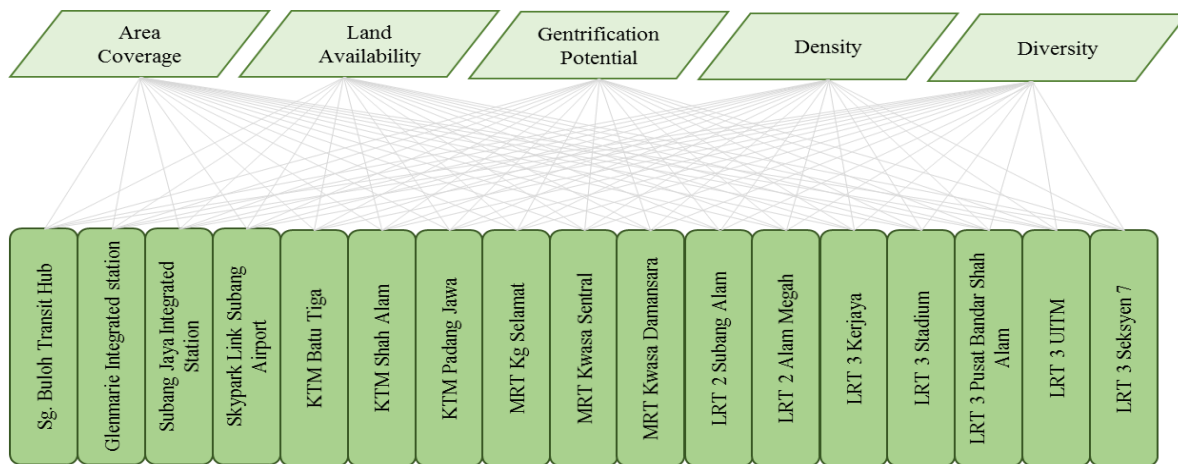 Area
Coverage
Land
Availability
Gentrification
Potential
Density
Diversity
Sg. Buloh Transit Hub
Glenmarie Integrated station
Subang Jaya Integrated
Station
Skypark Link Subang
Airport
KTM Batu Tiga
KTM Shah Alam
KTM Padang Jawa
MRT Kg Selamat
MRT Kwasa Sentral
MRT Kwasa Damansara
LRT 2 Subang Alam
LRT 2 Alam Megah
LRT 3 Kerjaya
LRT 3 Stadium
LRT 3 Pusat Bandar Shah
Alam
LRT 3 UITM
LRT 3 Seksyen 7